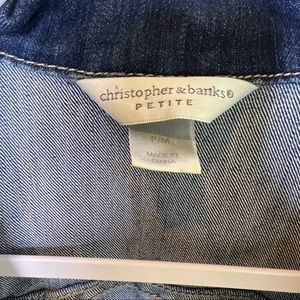 christopher & banks®
PETITE
P/M
MADE IN
CHINA